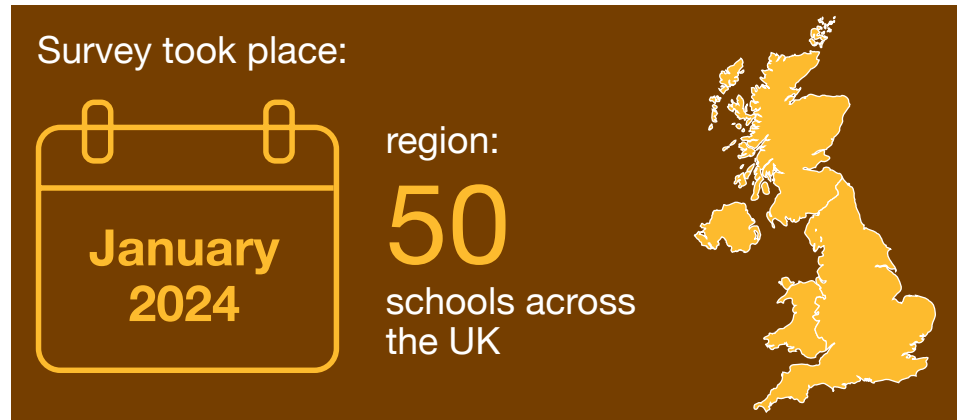 Survey took place:
January
2024
region:
50
schools across
the UK